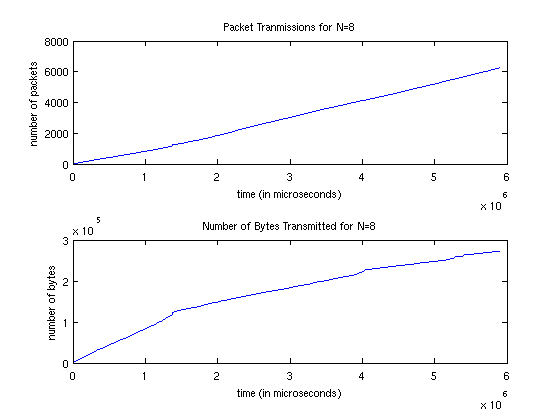 Packet Tranmissions for N=8
8000
6000
4000
2000
0
number of packets
0 1 2 3 4 5 6
time (in microseconds)
x 10^6
Number of Bytes Transmitted for N=8
x 10^5
3
2
1
0
number of bytes
0 1 2 3 4 5 6
time (in microseconds)
x 10^6